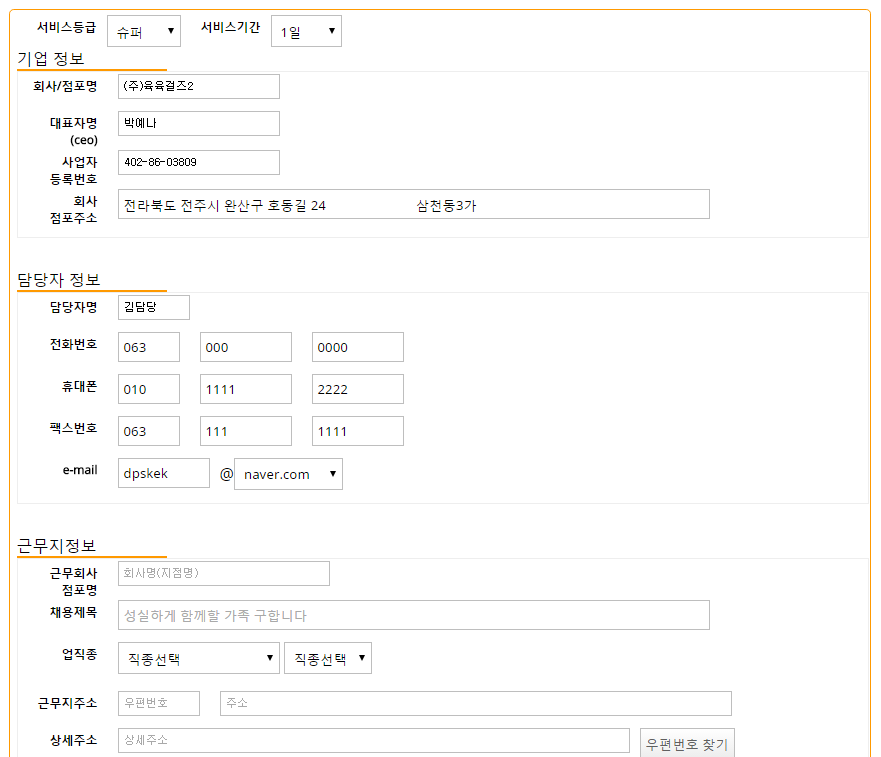 서비스등급 슈퍼 서비스기간 1일
기업 정보
회사/점포명 (주)육육걸즈2
대표자명 박예나
(ceo)
사업자 402-86-03809
등록번호
회사 전라북도 전주시 완산구 호동길 24 삼천동3가
점포주소
담당자 정보
담당자명 김담당
전화번호 063 000 0000
휴대폰 010 1111 2222
팩스번호 063 111 1111
e-mail dpskek @ naver.com
근무지정보
근무회사 회사명(지점명)
점포명
채용제목 성실하게 함께할 가족 구합니다
업직종 직종선택 직종선택
근무지주소 우편번호 주소
상세주소 상세주소 우편번호 찾기